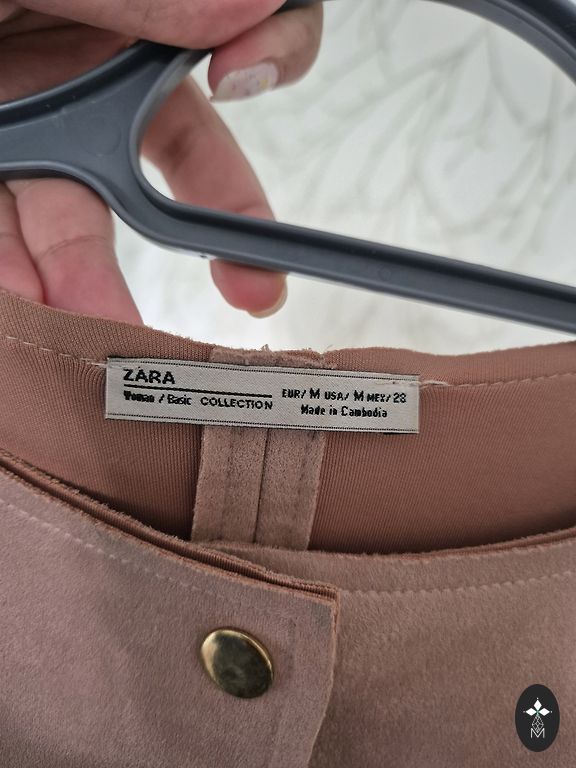 ZARA
Woman / Basic COLLECTION
EUR/ M USA/ M MEX/ 28
Made in Cambodia
M